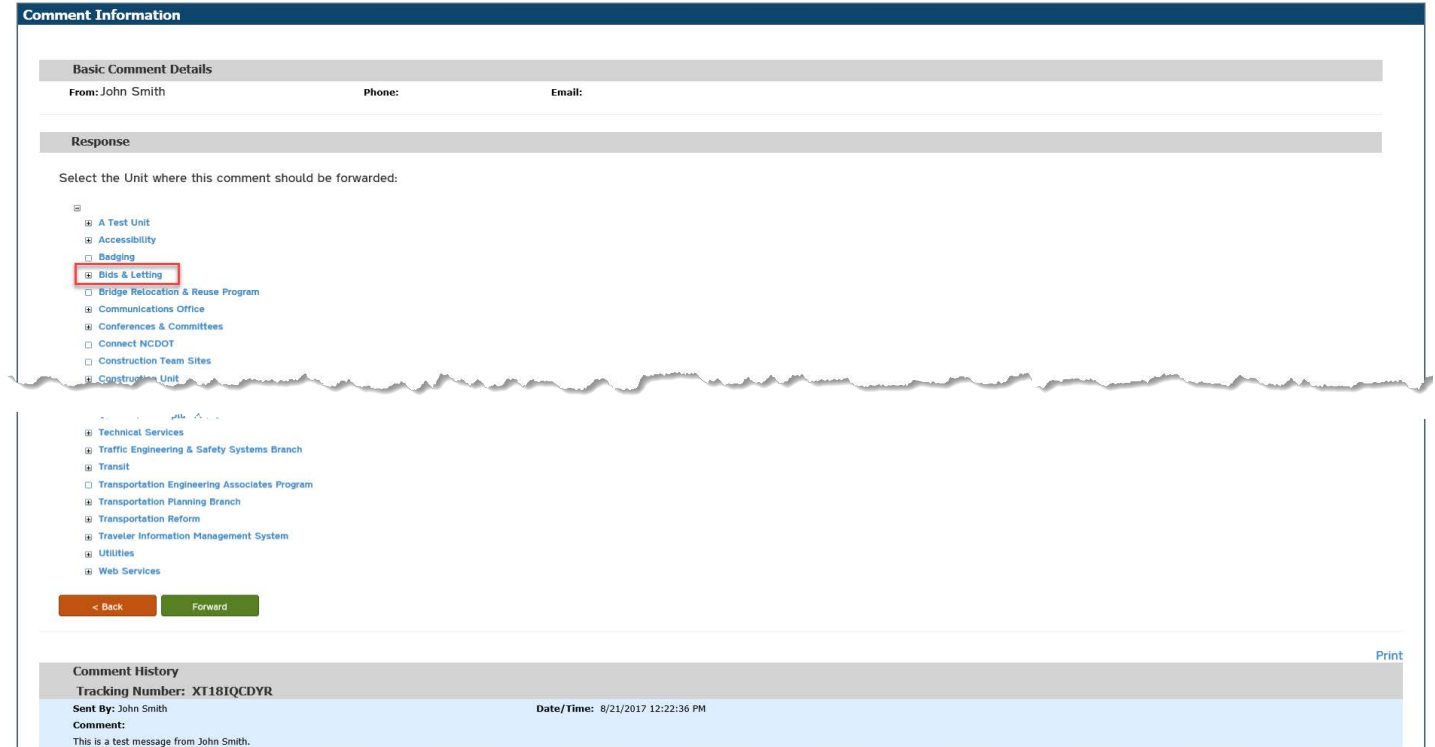 Comment Information
Basic Comment Details
From: John Smith Phone: Email:
Response
Select the Unit where this comment should be forwarded:
A Test Unit
Accessibility
Badging
Bids & Letting
Bridge Relocation & Reuse Program
Communications Office
Conferences & Committees
Connect NCDOT
Construction Team Sites
Construction Unit
Technical Services
Traffic Engineering & Safety Systems Branch
Transit
Transportation Engineering Associates Program
Transportation Planning Branch
Transportation Reform
Traveler Information Management System
Utilities
Web Services
< Back Forward
Print
Comment History
Tracking Number: XT18IQCDYR
Sent By: John Smith Date/Time: 8/21/2017 12:22:36 PM
Comment:
This is a test message from John Smith.